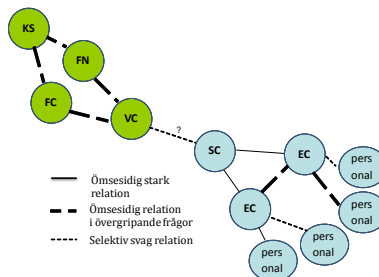 KS
FN
FC
VC
?
SC
EC
pers
onal
EC
pers
onal
pers
onal
pers
onal
Ömsesidig stark
relation
Ömsesidig relation
i övergripande frågor
Selektiv svag relation